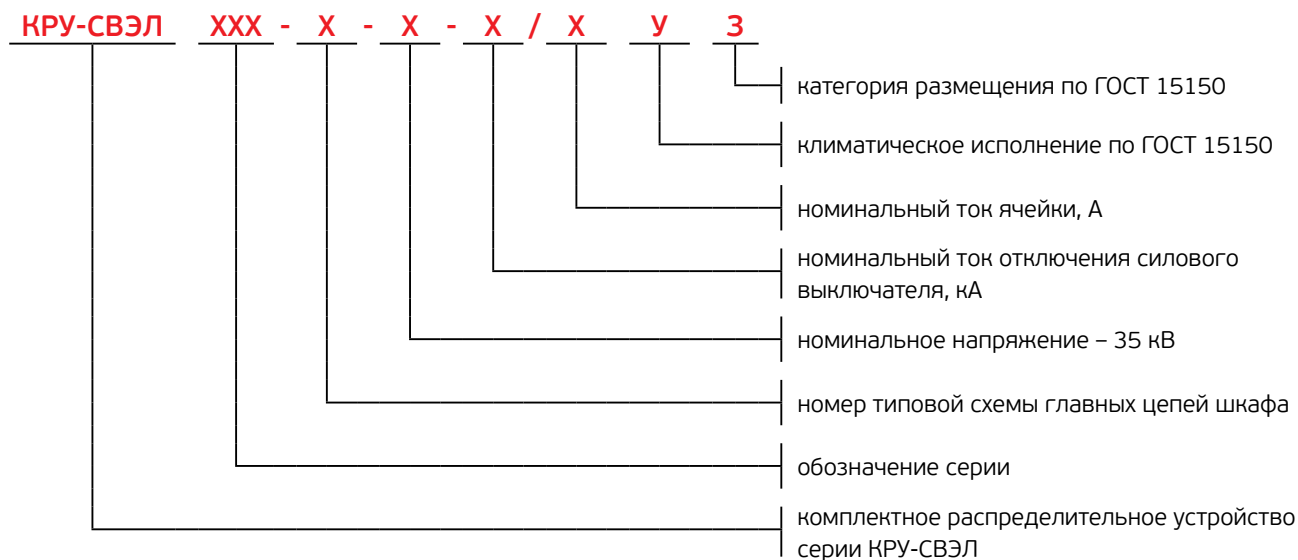 КРУ-СВЭЛ ХХХ - Х - Х - Х / Х У 3
категория размещения по ГОСТ 15150
климатическое исполнение по ГОСТ 15150
номинальный ток ячейки, А
номинальный ток отключения силового
выключателя, кА
номинальное напряжение – 35 кВ
номер типовой схемы главных цепей шкафа
обозначение серии
комплектное распределительное устройство
серии КРУ-СВЭЛ